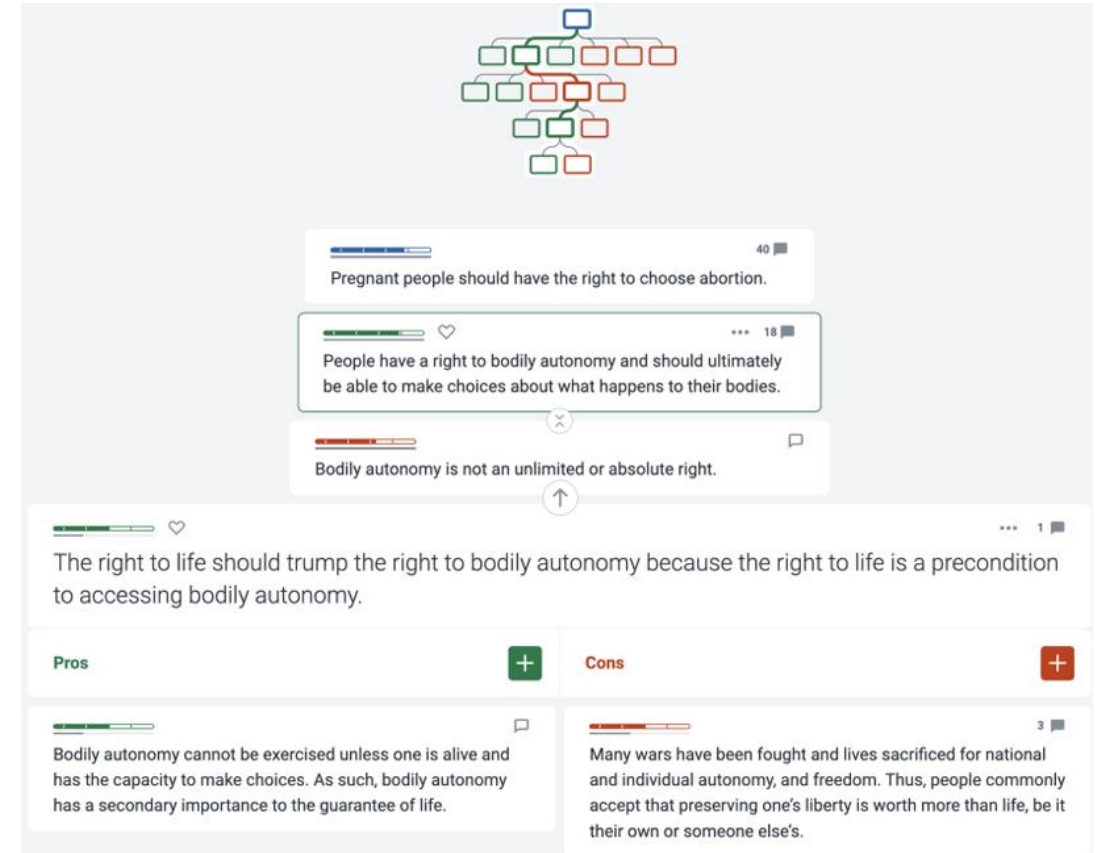 40
Pregnant people should have the right to choose abortion.
18
People have a right to bodily autonomy and should ultimately
be able to make choices about what happens to their bodies.
Bodily autonomy is not an unlimited or absolute right.
1
The right to life should trump the right to bodily autonomy because the right to life is a precondition
to accessing bodily autonomy.
Pros
Cons
Bodily autonomy cannot be exercised unless one is alive and
has the capacity to make choices. As such, bodily autonomy
has a secondary importance to the guarantee of life.
3
Many wars have been fought and lives sacrificed for national
and individual autonomy, and freedom. Thus, people commonly
accept that preserving one’s liberty is worth more than life, be it
their own or someone else’s.